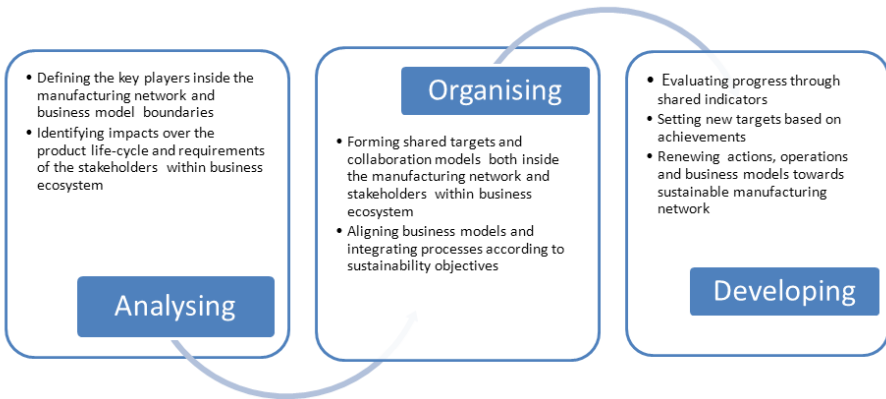 • Defining the key players inside the
manufacturing network and
business model boundaries
• Identifying impacts over the
product life-cycle and requirements
of the stakeholders within business
ecosystem
Analysing
Organising
• Forming shared targets and
collaboration models both inside
the manufacturing network and
stakeholders within business
ecosystem
• Aligning business models and
integrating processes according to
sustainability objectives
• Evaluating progress through
shared indicators
• Setting new targets based on
achievements
• Renewing actions, operations
and business models towards
sustainable manufacturing
network
Developing